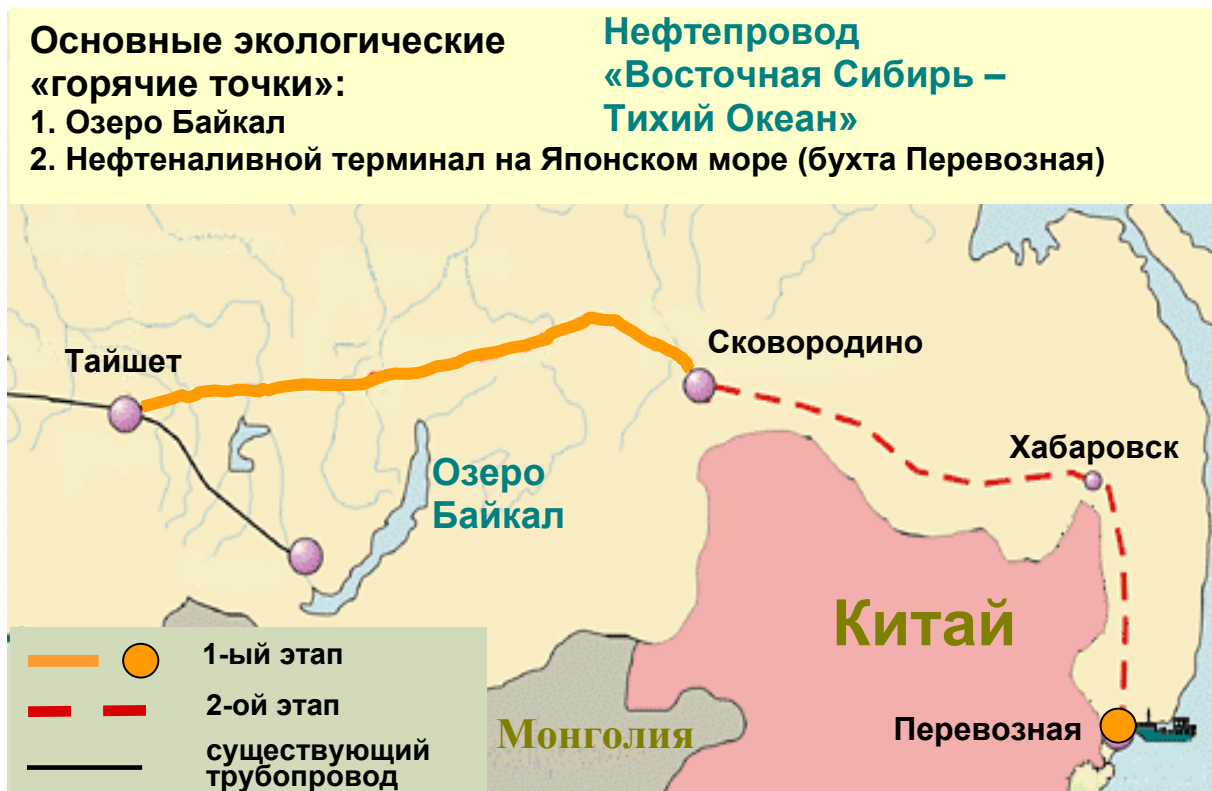 Основные экологические
«горячие точки»:
1. Озеро Байкал
2. Нефтеналивной терминал на Японском море (бухта Перевозная)
Нефтепровод
«Восточная Сибирь –
Тихий Океан»
Тайшет
Сковородино
Хабаровск
Озеро
Байкал
Китай
Монголия
Перевозная
1-ый этап
2-ой этап
существующий
трубопровод